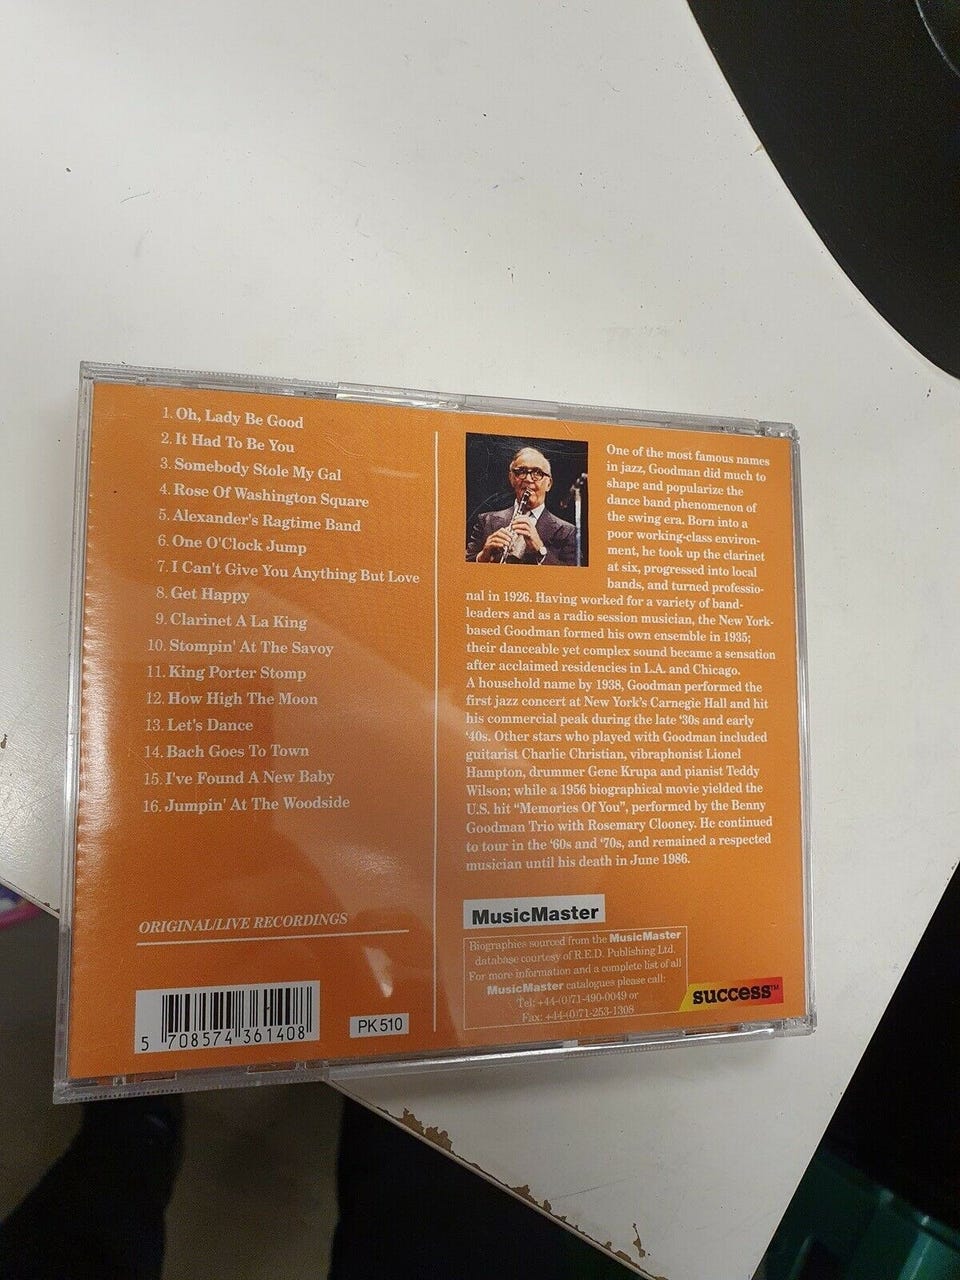 1. Oh, Lady Be Good
2. It Had To Be You
3. Somebody Stole My Gal
4. Rose Of Washington Square
5. Alexander's Ragtime Band
6. One O'Clock Jump
7. I Can't Give You Anything But Love
8. Get Happy
9. Clarinet A La King
10. Stompin' At The Savoy
11. King Porter Stomp
12. How High The Moon
13. Let's Dance
14. Bach Goes To Town
15. I've Found A New Baby
16. Jumpin' At The Woodside
ORIGINAL/LIVE RECORDINGS
5 708574 361408
PK 510
One of the most famous names
in jazz, Goodman did much to
shape and popularize the
dance band phenomenon of
the swing era. Born into a
poor working-class environ-
ment, he took up the clarinet
at six, progressed into local
bands, and turned professio-
nal in 1926. Having worked for a variety of band-
leaders and as a radio session musician, the New York-
based Goodman formed his own ensemble in 1935;
their danceable yet complex sound became a sensation
after acclaimed residencies in L.A. and Chicago.
A household name by 1938, Goodman performed the
first jazz concert at New York's Carnegie Hall and hit
his commercial peak during the late '30s and early
'40s. Other stars who played with Goodman included
guitarist Charlie Christian, vibraphonist Lionel
Hampton, drummer Gene Krupa and pianist Teddy
Wilson; while a 1956 biographical movie yielded the
U.S. hit "Memories Of You", performed by the Benny
Goodman Trio with Rosemary Clooney. He continued
to tour in the '60s and '70s, and remained a respected
musician until his death in June 1986.
MusicMaster
Biographies sourced from the MusicMaster
database courtesy of R.E.D. Publishing Ltd.
For more information and a complete list of all
MusicMaster catalogues please call:
Tel: +44-(0)71-490-0049 or
Fax: +44-(0)71-253-1308
success™